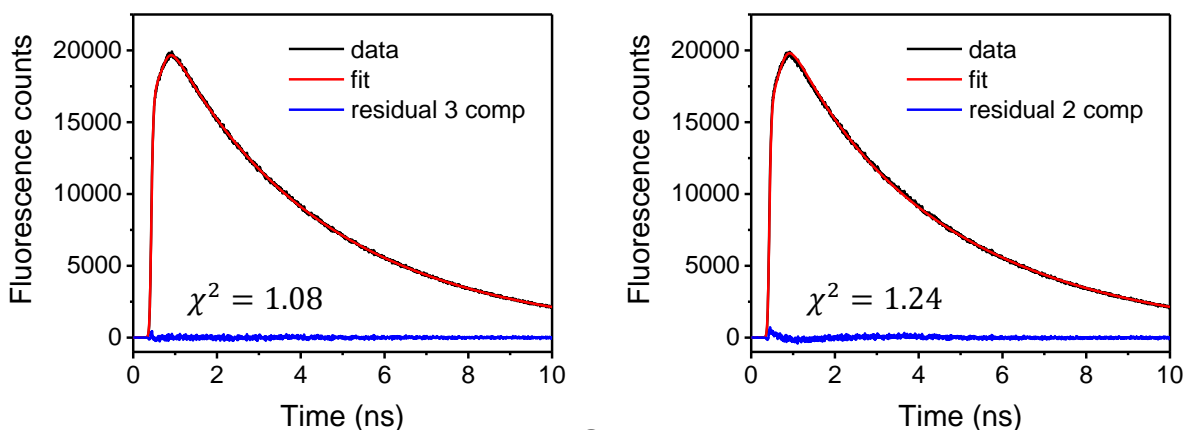 Fluorescence counts
20000
15000
10000
5000
0
data
fit
residual 3 comp
χ² = 1.08
0 2 4 6 8 10
Time (ns)
Fluorescence counts
20000
15000
10000
5000
0
data
fit
residual 2 comp
χ² = 1.24
0 2 4 6 8 10
Time (ns)